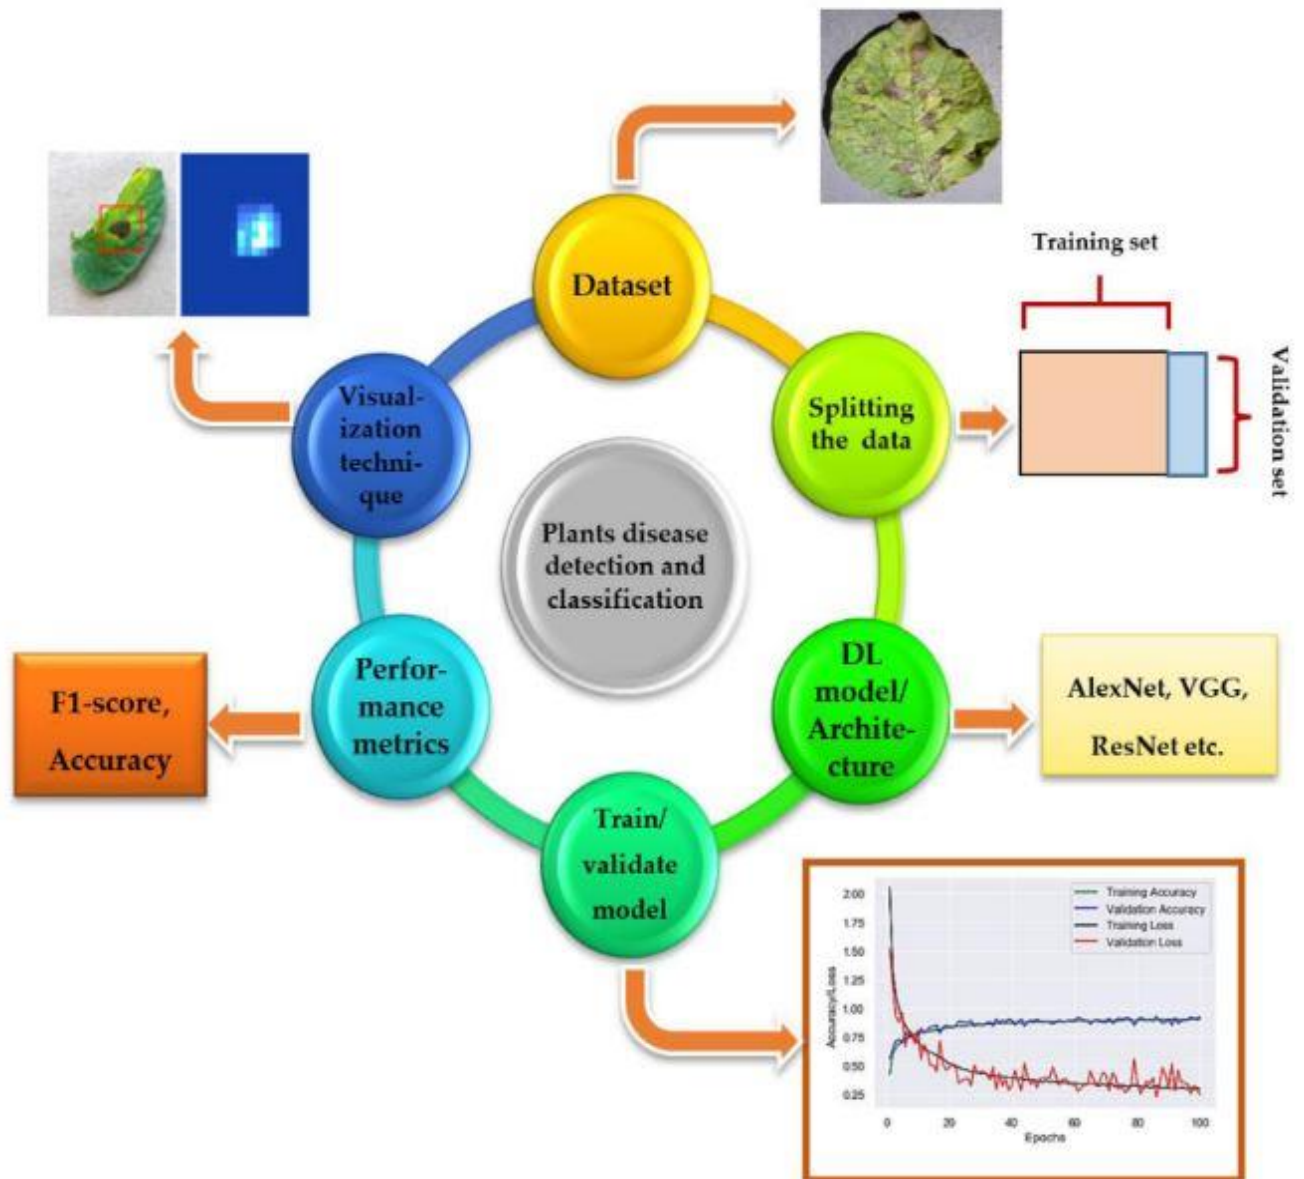 Dataset
Training set
Splitting
the data
Validation set
Visual-
ization
techni-
que
Plants disease
detection and
classification
DL
model/
Archite-
cture
AlexNet, VGG,
ResNet etc.
Perfor-
mance
metrics
F1-score,
Accuracy
Train/
validate
model
Training Accuracy
Validation Accuracy
Training Loss
Validation Loss
Accuracy/Loss
2.00
1.75
1.50
1.25
1.00
0.75
0.50
0.25
0 20 40 60 80 100
Epochs